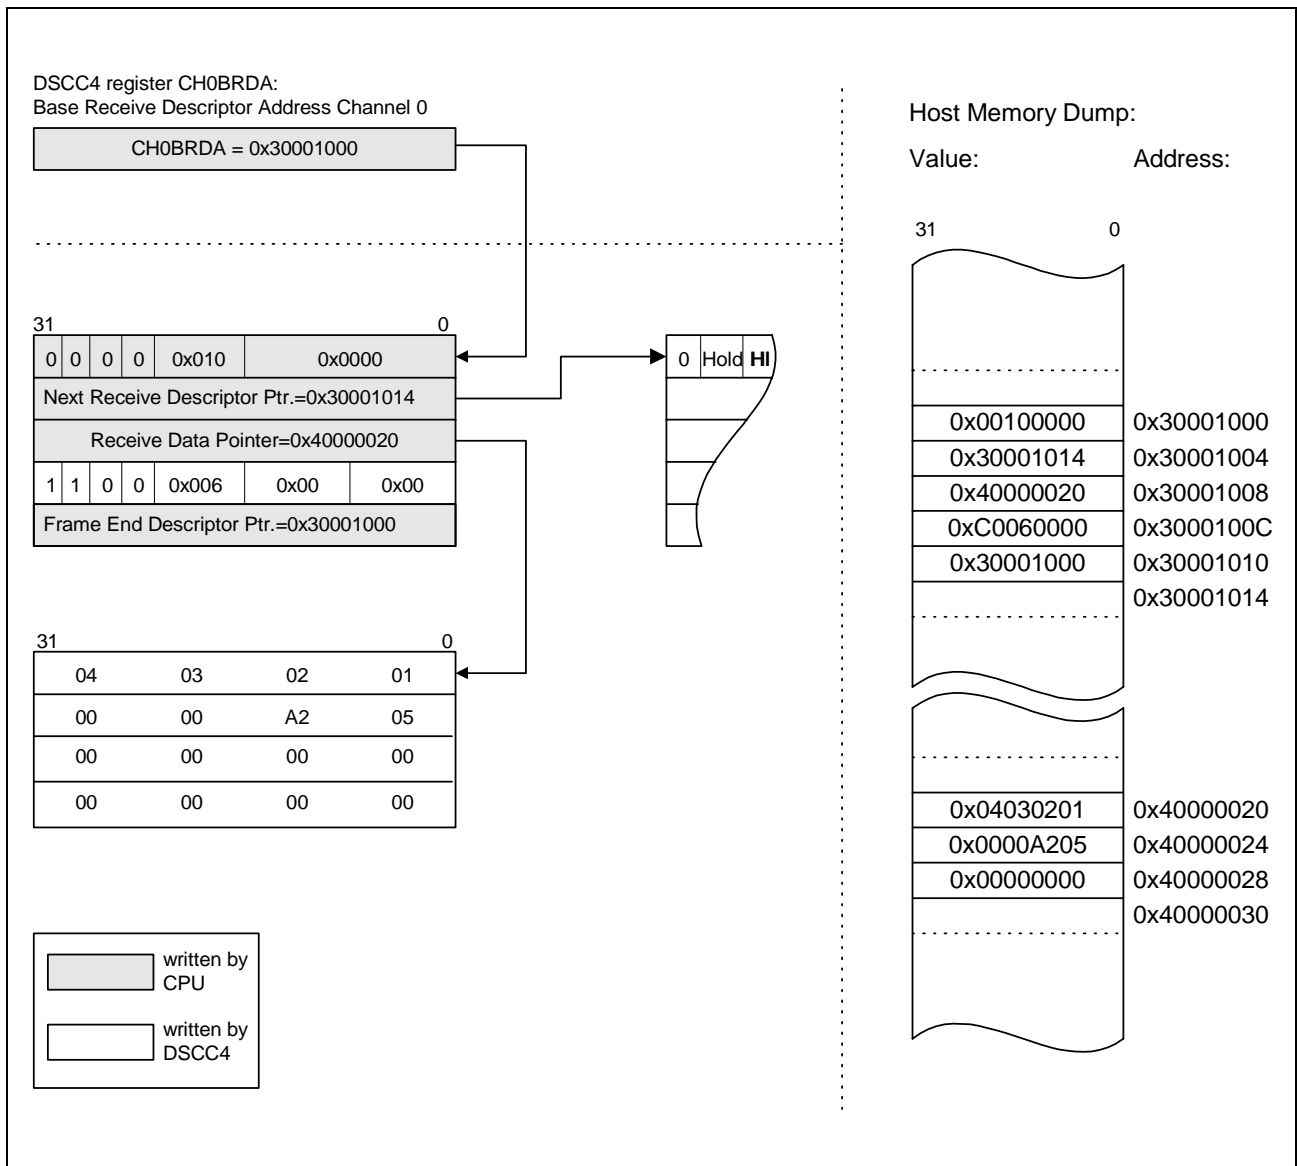 DSCC4 register CH0BRDA:
Base Receive Descriptor Address Channel 0
CH0BRDA = 0x30001000
31 0
0 0 0 0 0x010 0x0000
Next Receive Descriptor Ptr.=0x30001014
Receive Data Pointer=0x40000020
1 1 0 0 0x006 0x00 0x00
Frame End Descriptor Ptr.=0x30001000
0 Hold HI
31 0
04 03 02 01
00 00 A2 05
00 00 00 00
00 00 00 00
written by
CPU
written by
DSCC4
Host Memory Dump:
Value: Address:
31 0
0x00100000 0x30001000
0x30001014 0x30001004
0x40000020 0x30001008
0xC0060000 0x3000100C
0x30001000 0x30001010
0x30001014
0x04030201 0x40000020
0x0000A205 0x40000024
0x00000000 0x40000028
0x40000030